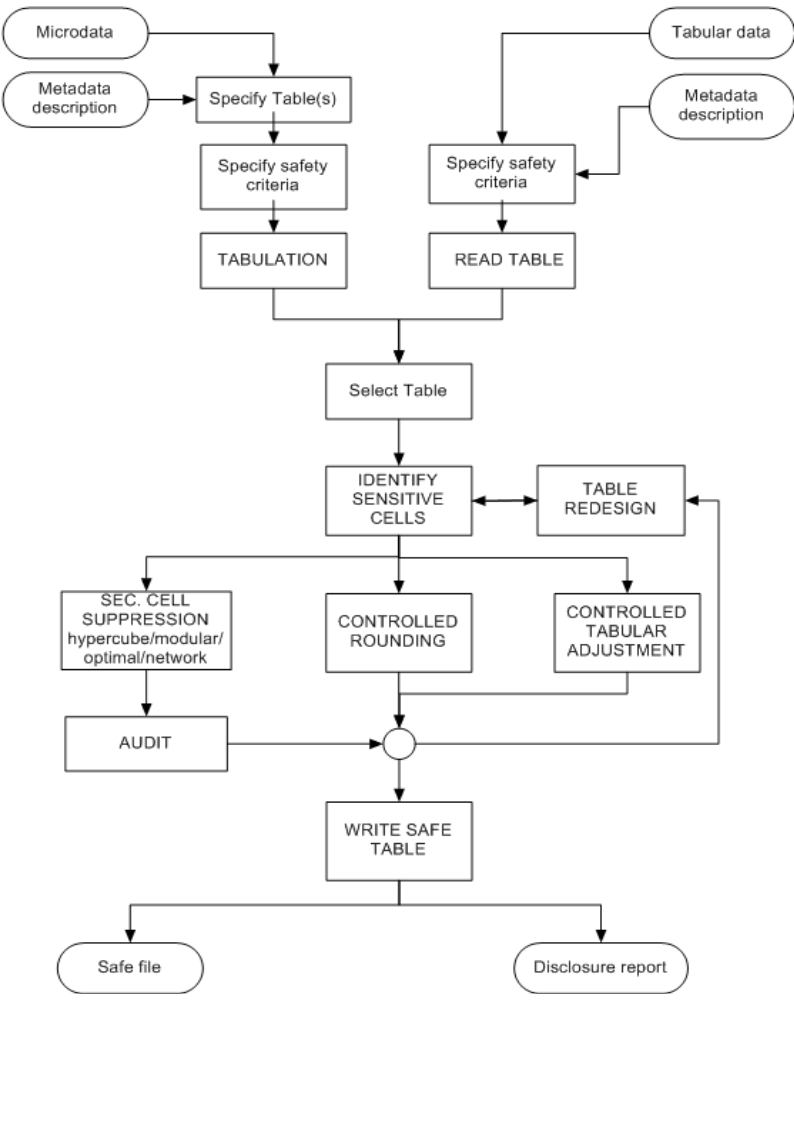 Microdata
Tabular data
Metadata
description
Metadata
description
Specify Table(s)
Specify safety
criteria
Specify safety
criteria
TABULATION
READ TABLE
Select Table
IDENTIFY
SENSITIVE
CELLS
TABLE
REDESIGN
SEC. CELL
SUPPRESSION
hypercube/modular/
optimal/network
CONTROLLED
ROUNDING
CONTROLLED
TABULAR
ADJUSTMENT
AUDIT
WRITE SAFE
TABLE
Safe file
Disclosure report